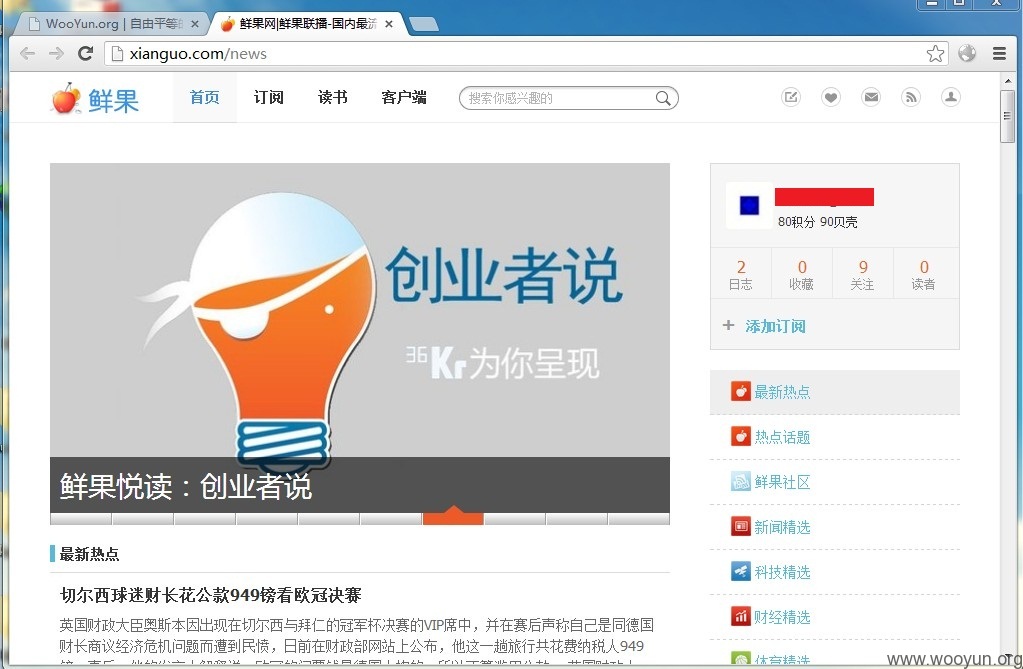 WooYun.org | 自由平等
鲜果网|鲜果联播-国内最流
xianguo.com/news
鲜果 首页 订阅 读书 客户端 搜索你感兴趣的
创业者说
36Kr为你呈现
鲜果悦读：创业者说
80积分 90贝壳
2 0 9 0
日志 收藏 关注 读者
+ 添加订阅
最新热点
热点话题
鲜果社区
新闻精选
科技精选
财经精选
体育精选
最新热点
切尔西球迷财长花公款949镑看欧冠决赛
英国财政大臣奥斯本因出现在切尔西与拜仁的冠军杯决赛的VIP席中，并在赛后声称自己是同德国
财长商议经济危机问题而遭到民愤，日前在财政部网站上公布，他这一趟旅行共花费纳税人949
www.wooyun.org